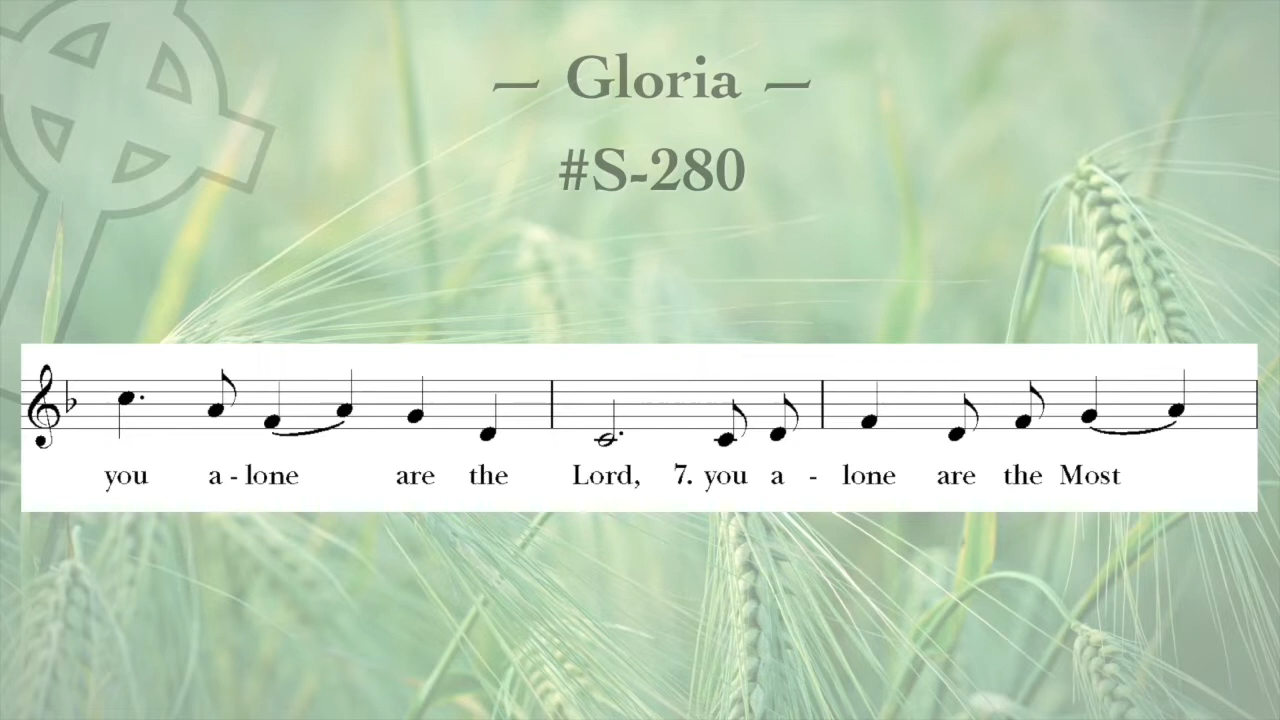 – Gloria –
#S-280
you a - lone are the Lord, 7. you a - lone are the Most